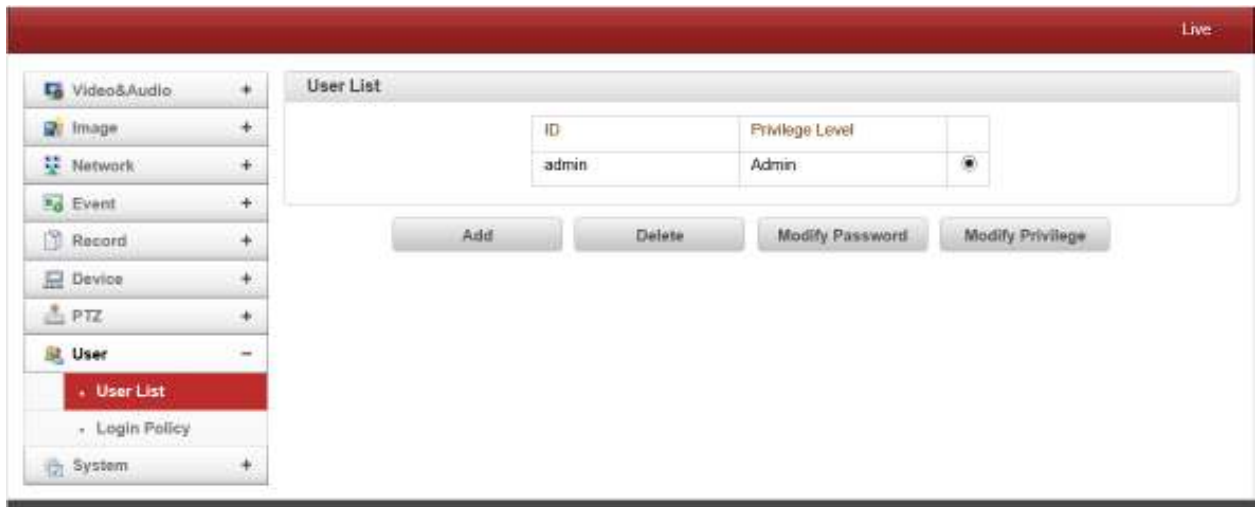 Live
Video&Audio +
Image +
Network +
Event +
Record +
Device +
PTZ +
User -
• User List
• Login Policy
System +
User List
ID Privilege Level
admin Admin
Add Delete Modify Password Modify Privilege